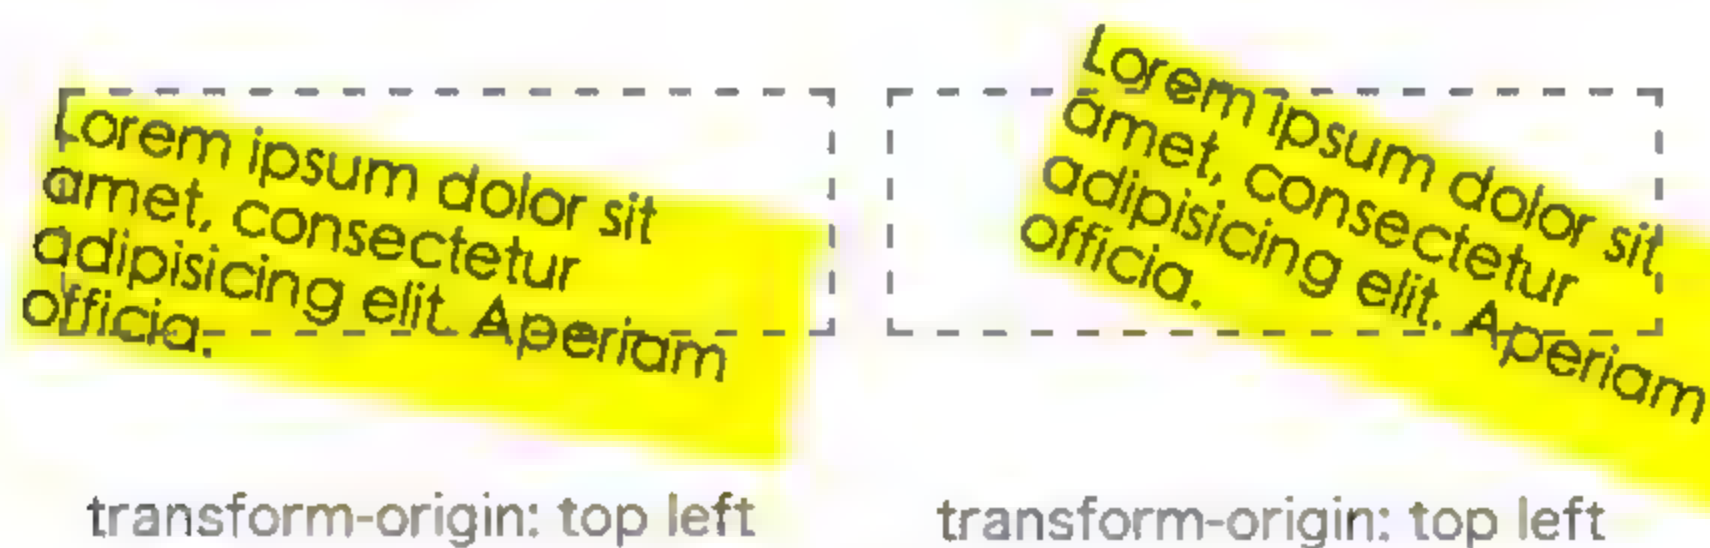 Lorem ipsum dolor sit
amet, consectetur
adipisicing elit. Aperiam
officia.
transform-origin: top left
Lorem ipsum dolor sit
amet, consectetur
adipisicing elit. Aperiam
officia.
transform-origin: top left